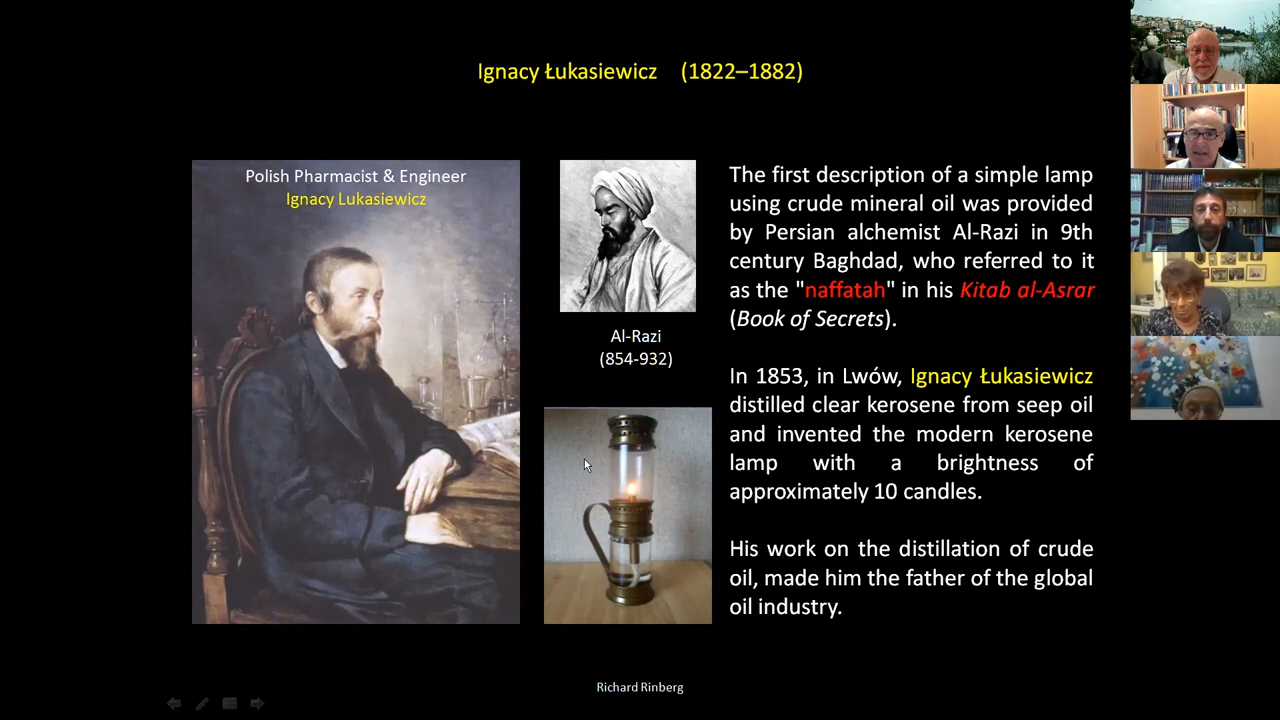 Ignacy Łukasiewicz (1822–1882)
Polish Pharmacist & Engineer
Ignacy Lukasiewicz
Al-Razi
(854-932)
The first description of a simple lamp
using crude mineral oil was provided
by Persian alchemist Al-Razi in 9th
century Baghdad, who referred to it
as the "naffatah" in his Kitab al-Asrar
(Book of Secrets).
In 1853, in Lwów, Ignacy Łukasiewicz
distilled clear kerosene from seep oil
and invented the modern kerosene
lamp with a brightness of
approximately 10 candles.
His work on the distillation of crude
oil, made him the father of the global
oil industry.
Richard Rinberg